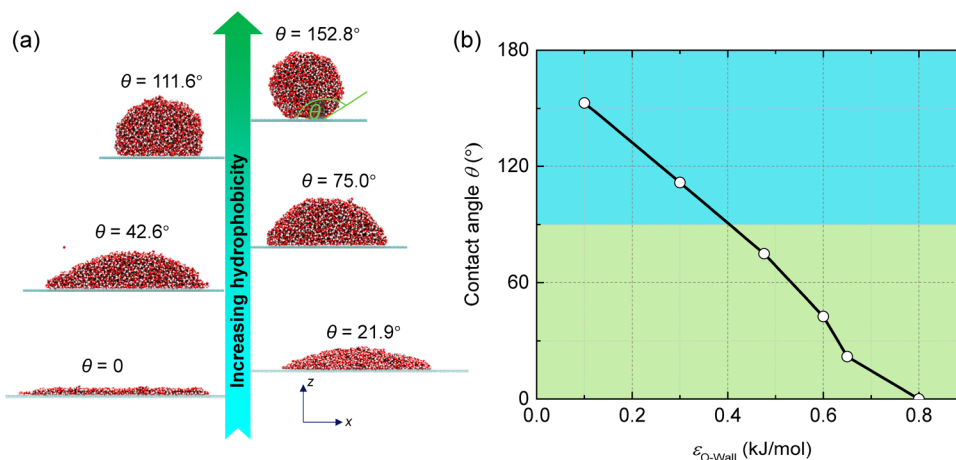 (a)
θ = 152.8°
θ = 111.6°
θ
θ = 75.0°
θ = 42.6°
θ = 21.9°
θ = 0
Increasing hydrophobicity
z
x
(b)
180
120
60
0
Contact angle θ (°)
0.0 0.2 0.4 0.6 0.8
εO-Wall (kJ/mol)